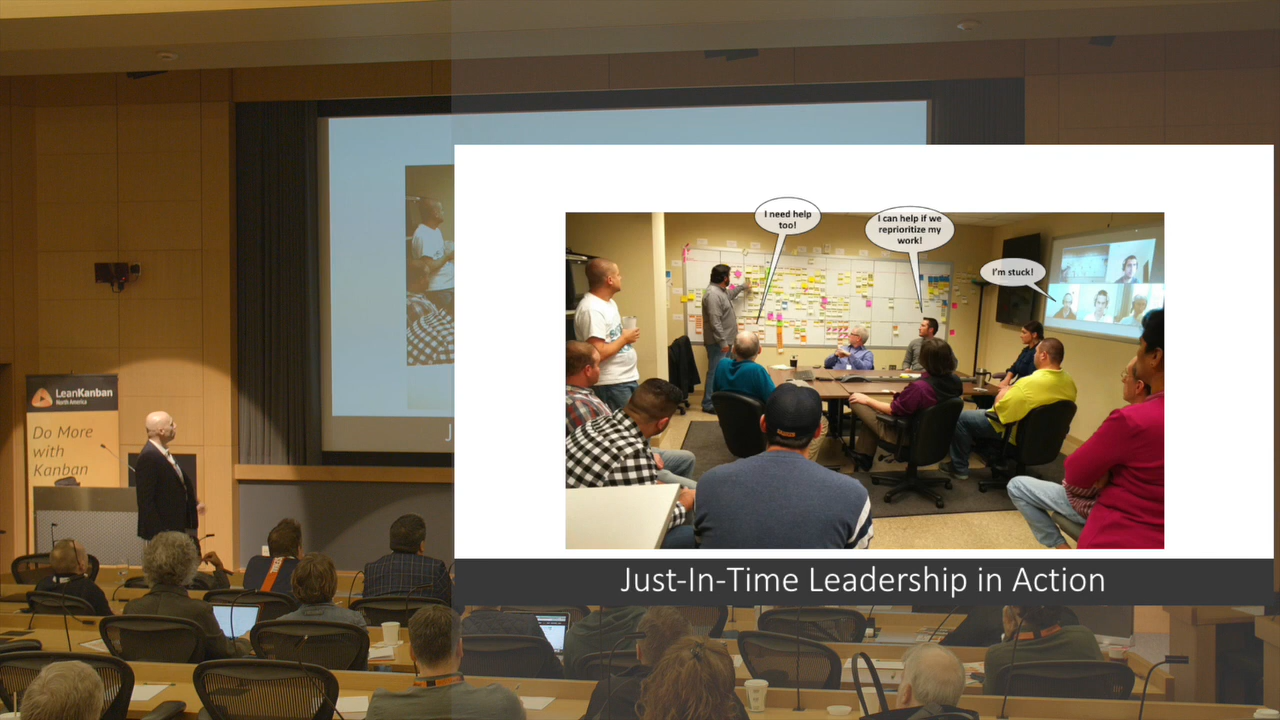 LeanKanban
North America
Do More
with
Kanban
I need help
too!
I can help if we
reprioritize my
work!
I'm stuck!
J
Just-In-Time Leadership in Action